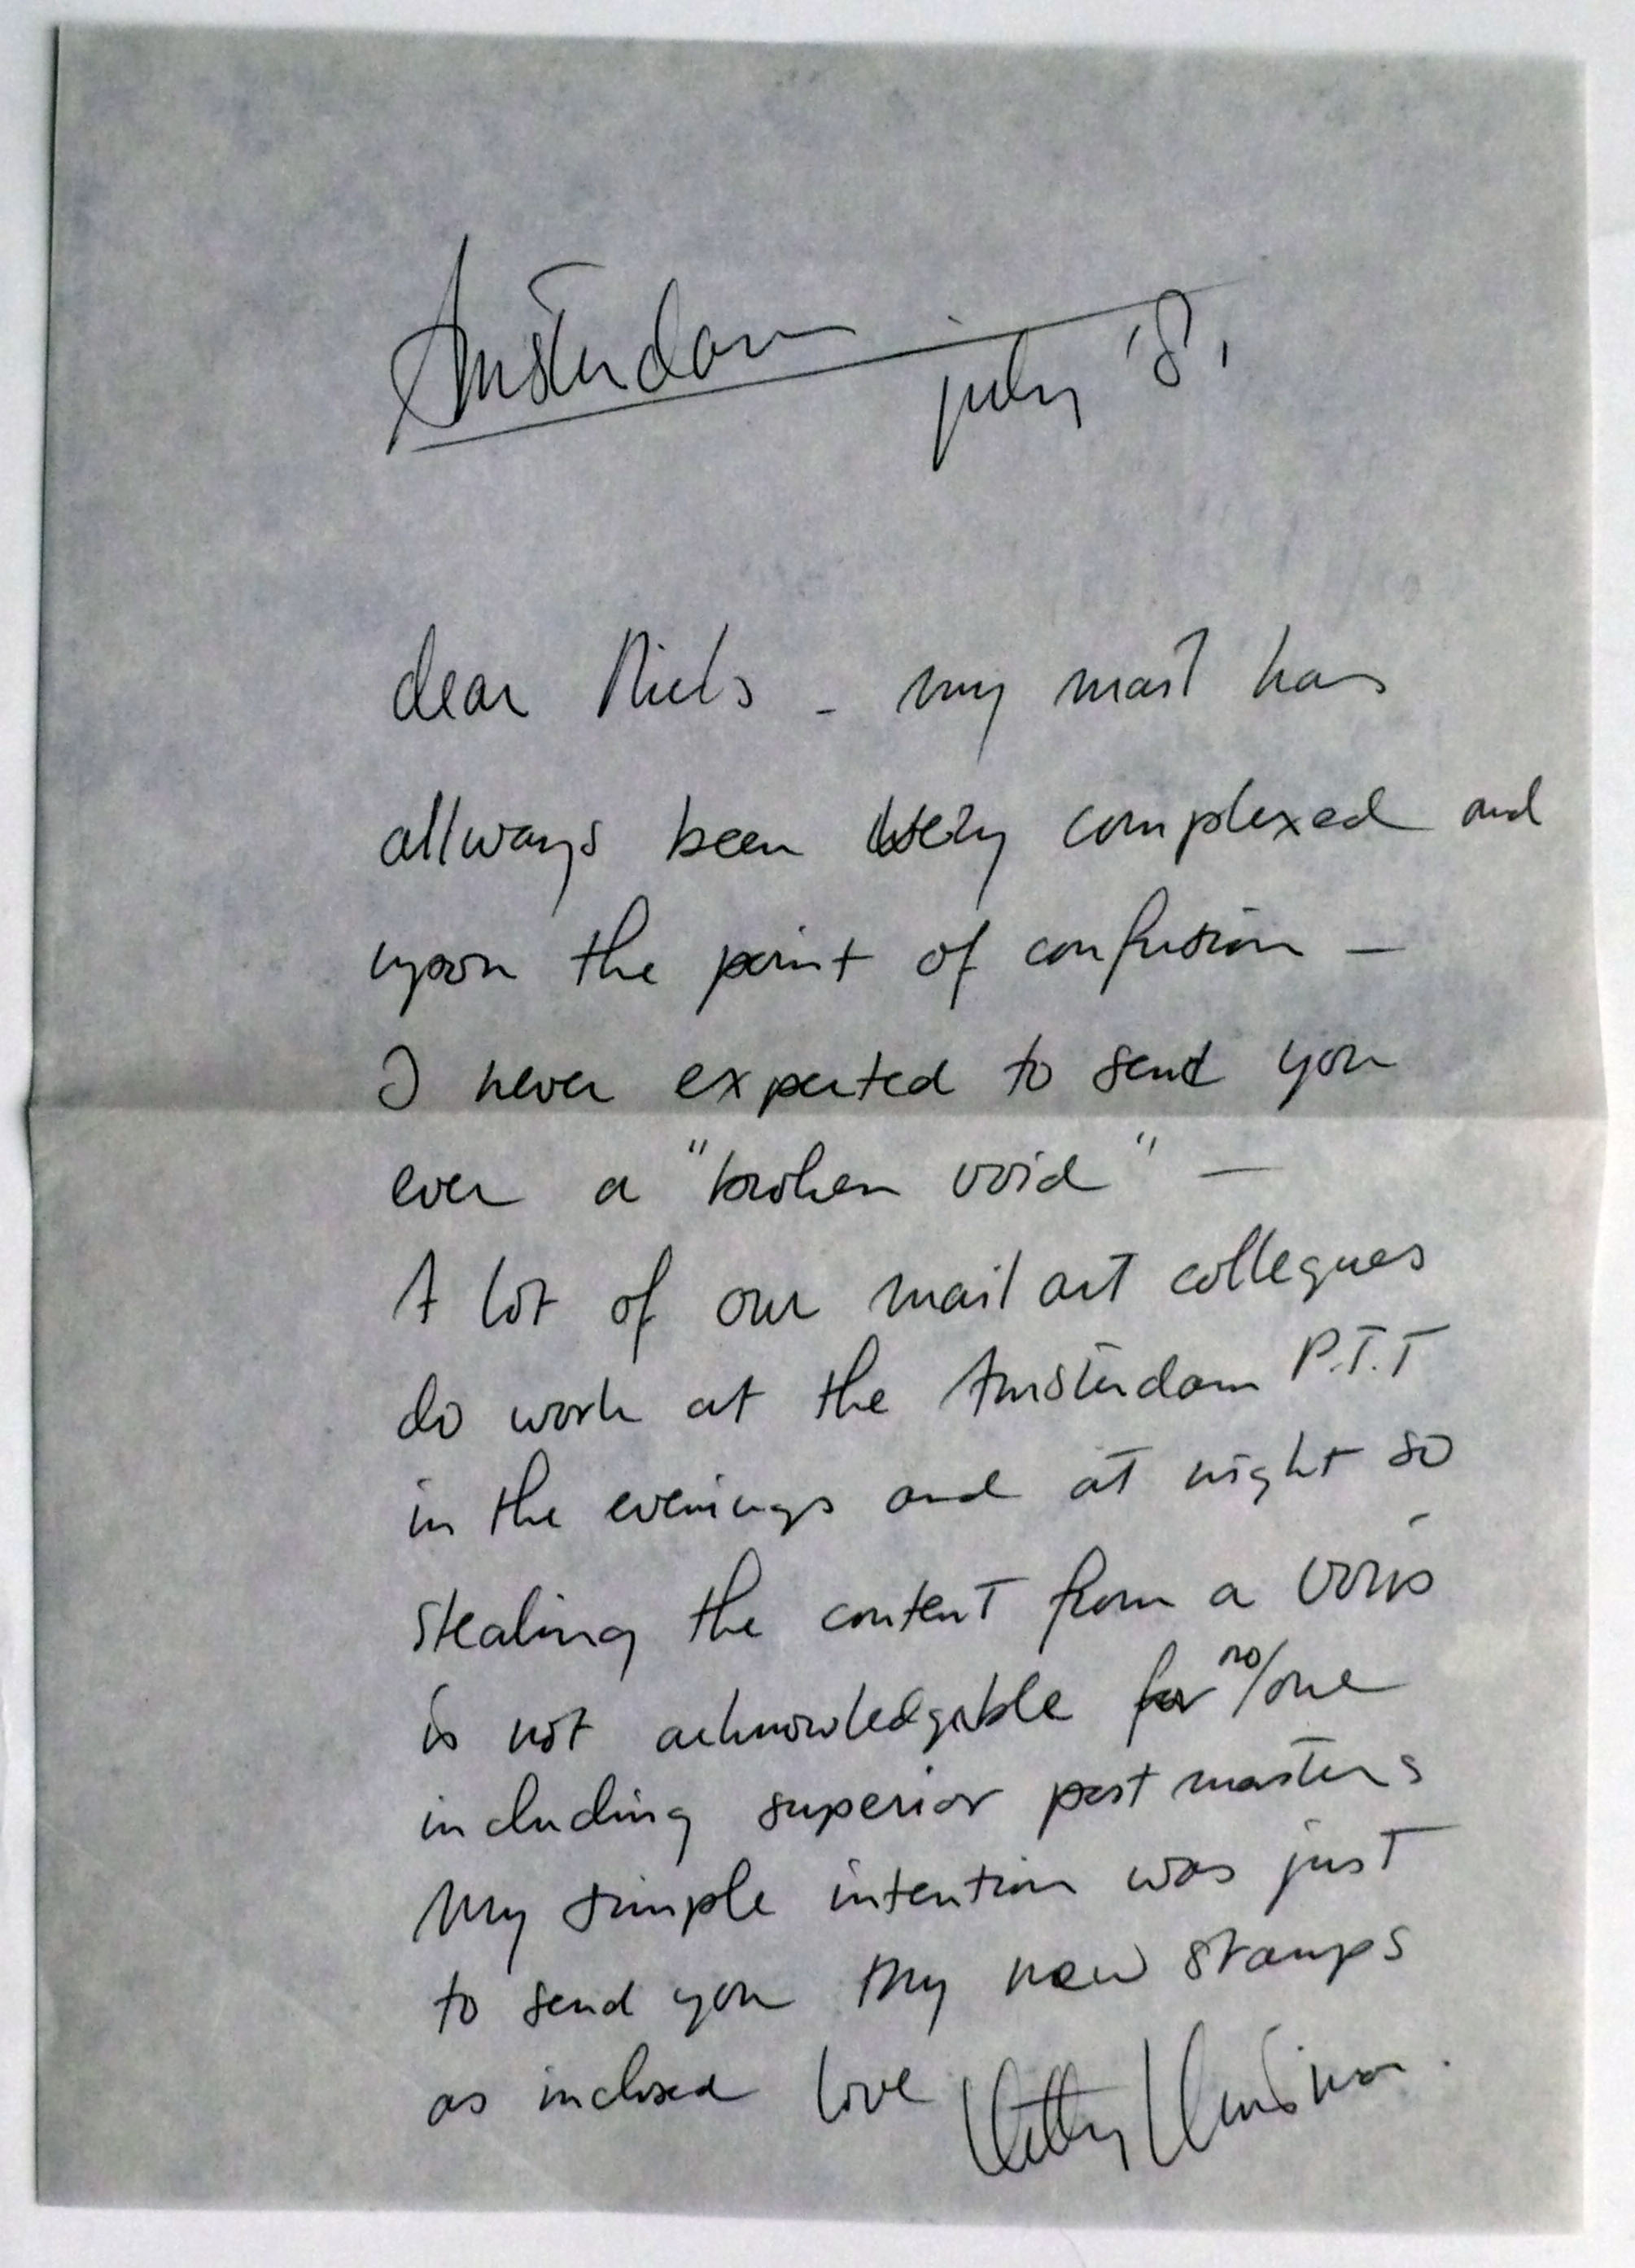 Amsterdam
july '81
dear Niels - my mail has
allways been very complexed and
upon the point of confusion –
I never expected to send you
ever a "broken void" –
A lot of our mail art collegues
do work at the Amsterdam P.T.T
in the evenings and at night so
stealing the content from a
is not acknowledgable for no/one
including superior post masters
My simple intention was just
to send you my new stamps
as inclosed love